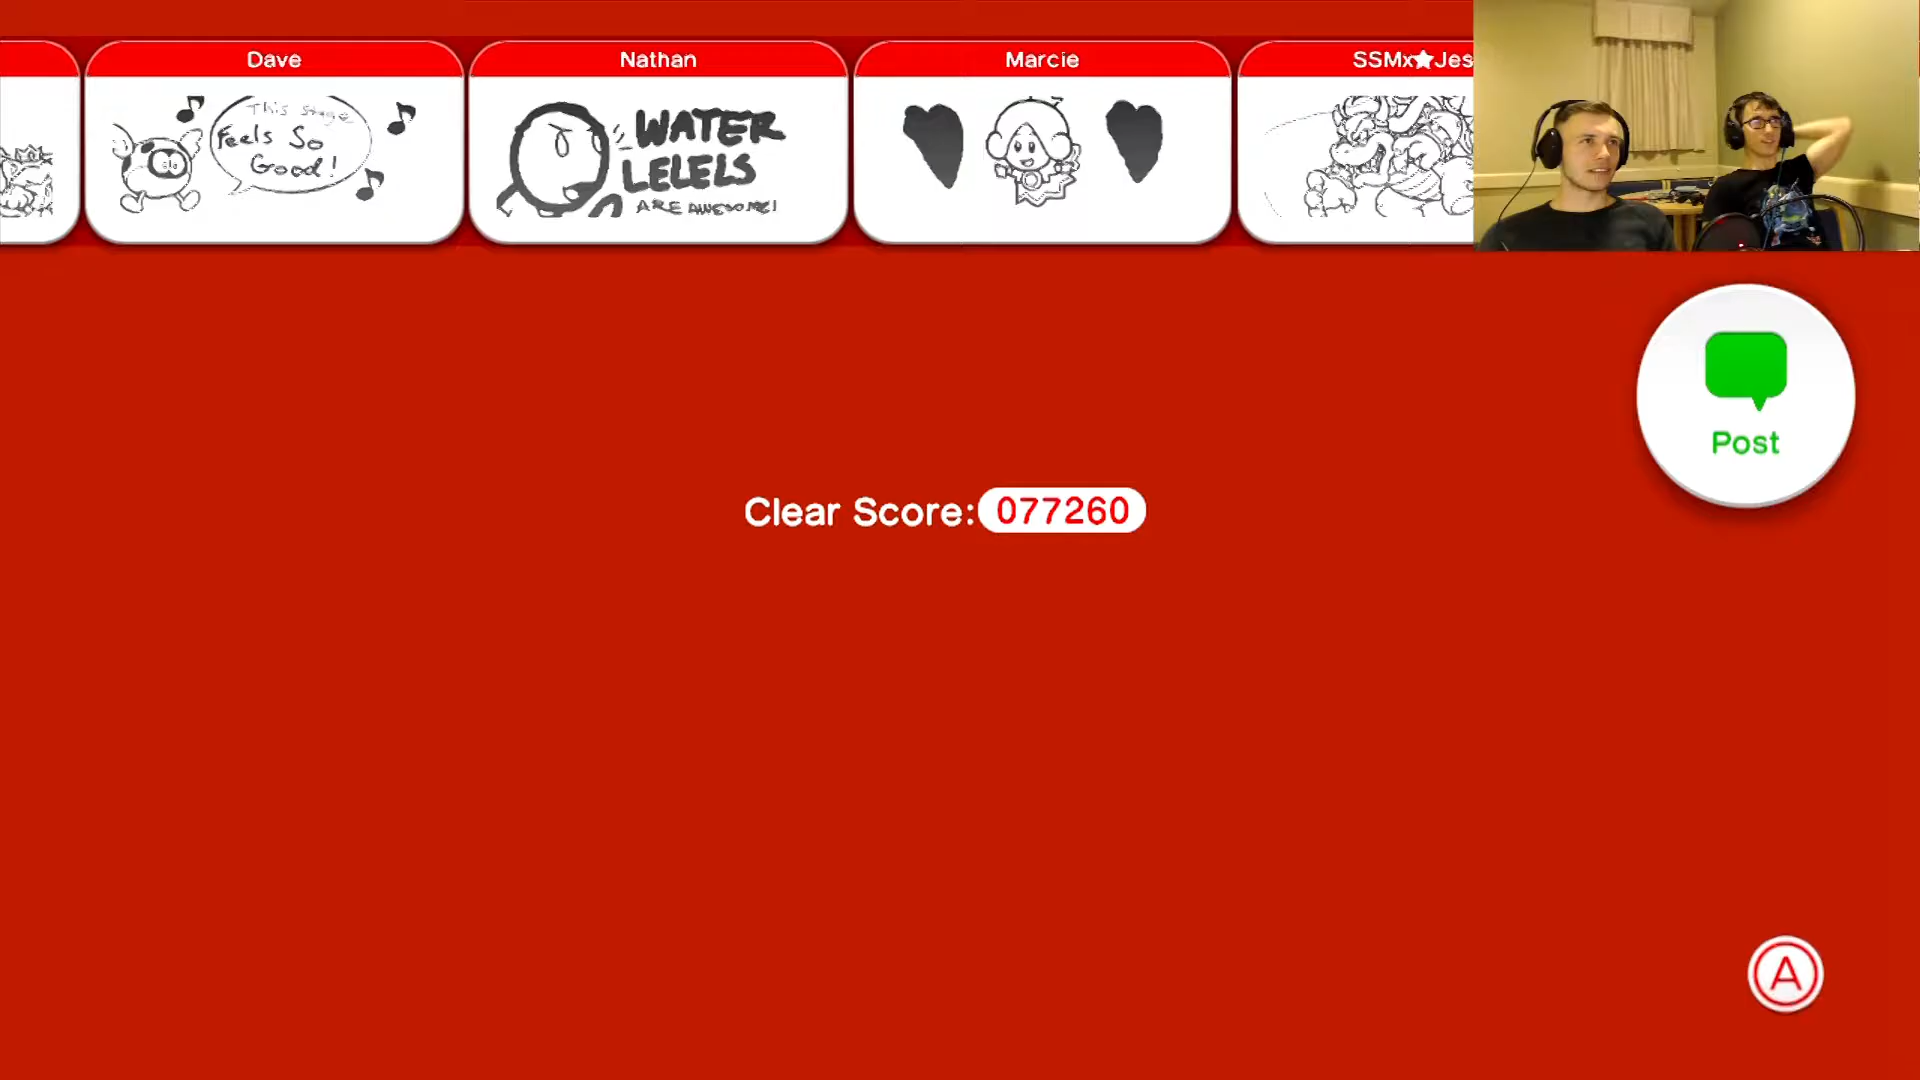 Dave
Nathan
Marcie
SSMx★Jes
This stage
Feels So
Good!
WATER
LELELS
ARE AWESOME!
Post
Clear Score: 077260
A